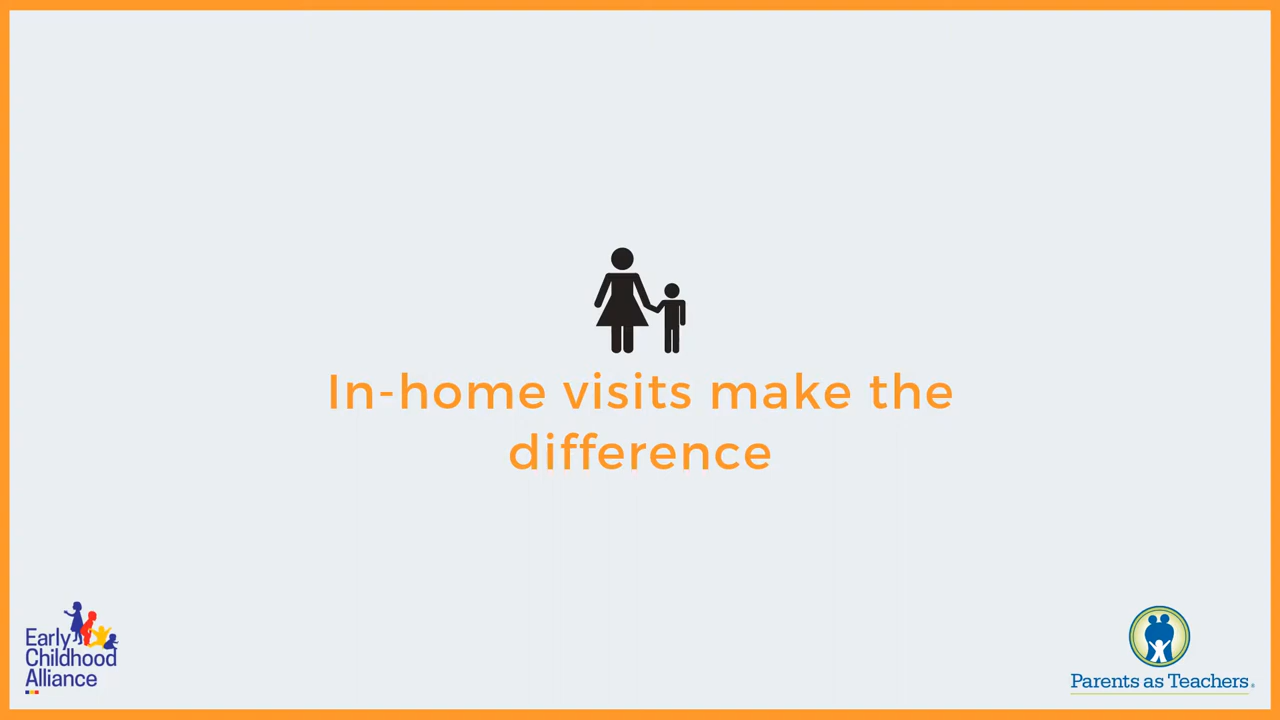 In-home visits make the
difference
Early
Childhood
Alliance
Parents as Teachers®